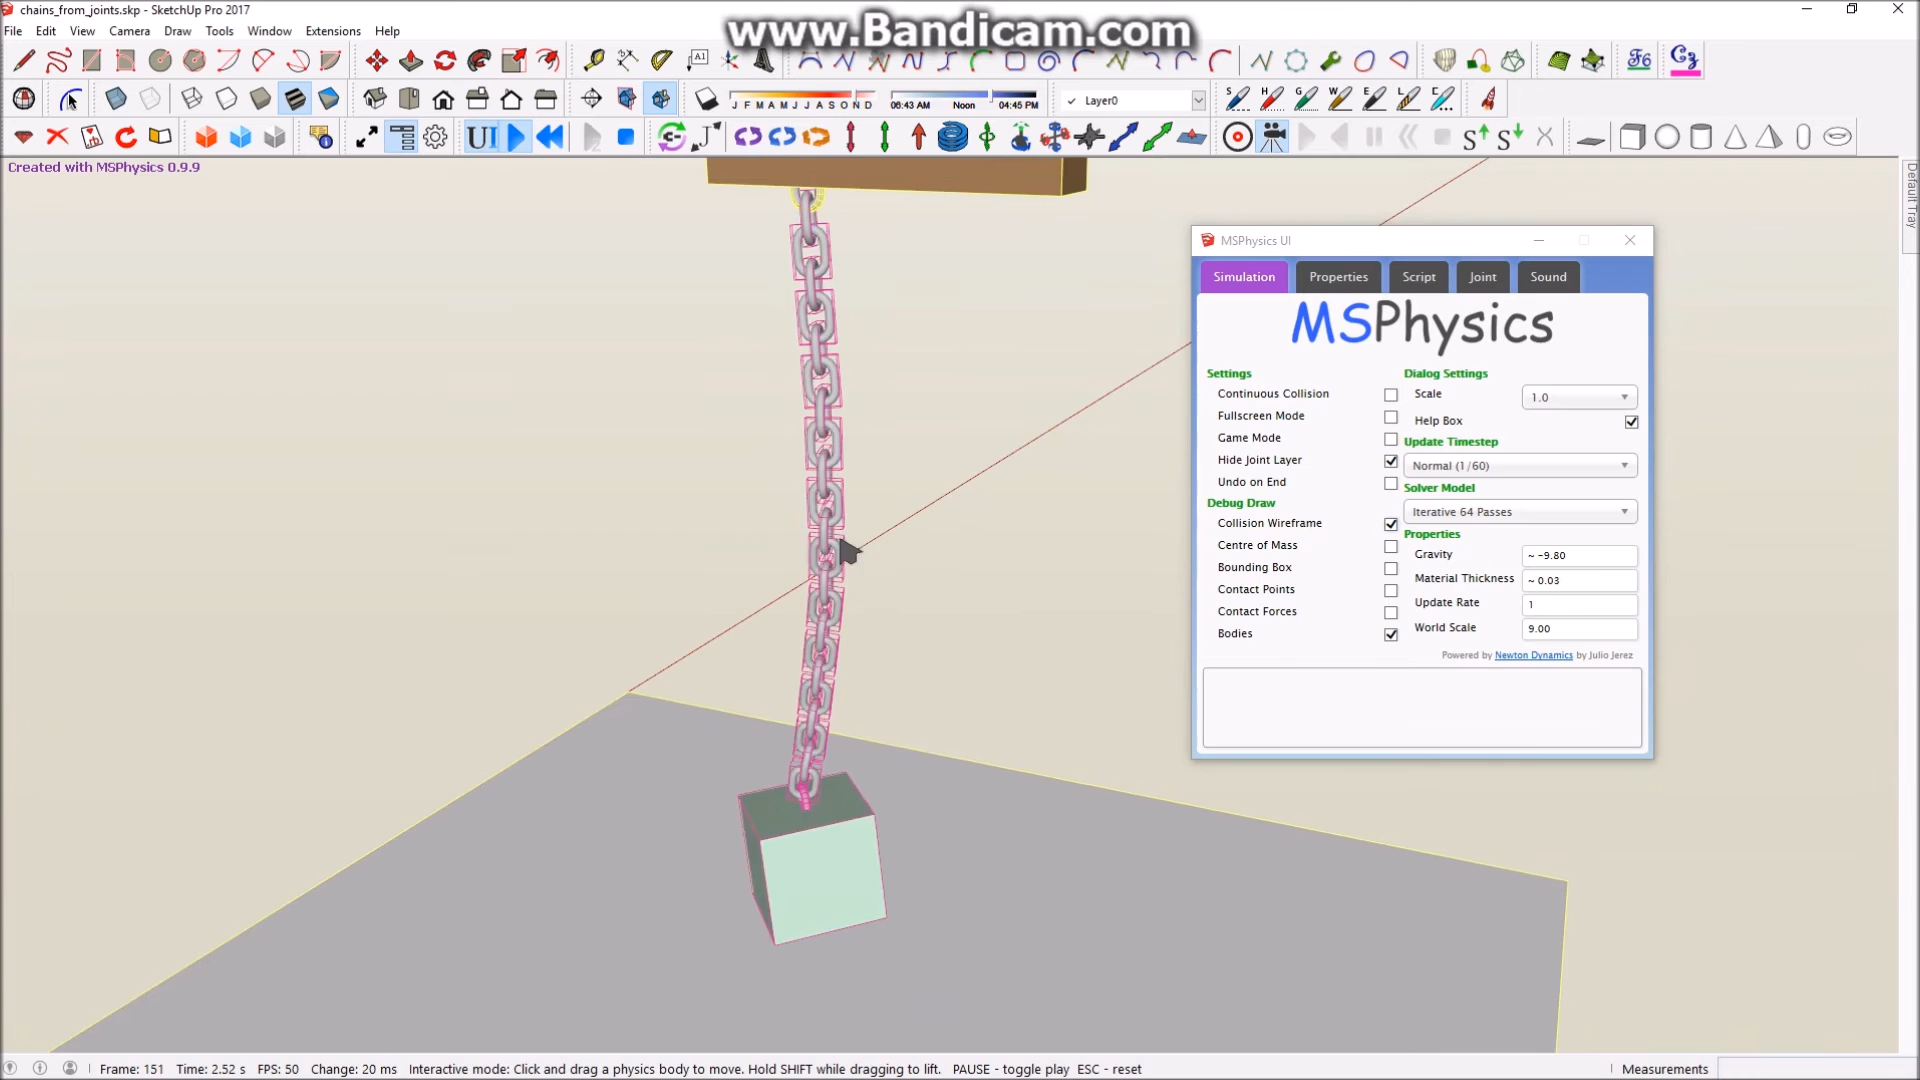 chains_from_joints.skp - SketchUp Pro 2017
www.Bandicam.com
File Edit View Camera Draw Tools Window Extensions Help
A1
J F M A M J J A S O N D
06:43 AM Noon 04:45 PM
Layer0
UI
Created with MSPhysics 0.9.9
Default Tray
MSPhysics UI
Simulation Properties Script Joint Sound
MSPhysics
Settings
Continuous Collision
Fullscreen Mode
Game Mode
Hide Joint Layer
Undo on End
Debug Draw
Collision Wireframe
Centre of Mass
Bounding Box
Contact Points
Contact Forces
Bodies
Dialog Settings
Scale 1.0
Help Box
Update Timestep
Normal (1/60)
Solver Model
Iterative 64 Passes
Properties
Gravity ~ -9.80
Material Thickness ~ 0.03
Update Rate 1
World Scale 9.00
Powered by Newton Dynamics by Julio Jerez
Frame: 151 Time: 2.52 s FPS: 50 Change: 20 ms Interactive mode: Click and drag a physics body to move. Hold SHIFT while dragging to lift. PAUSE - toggle play ESC - reset
Measurements